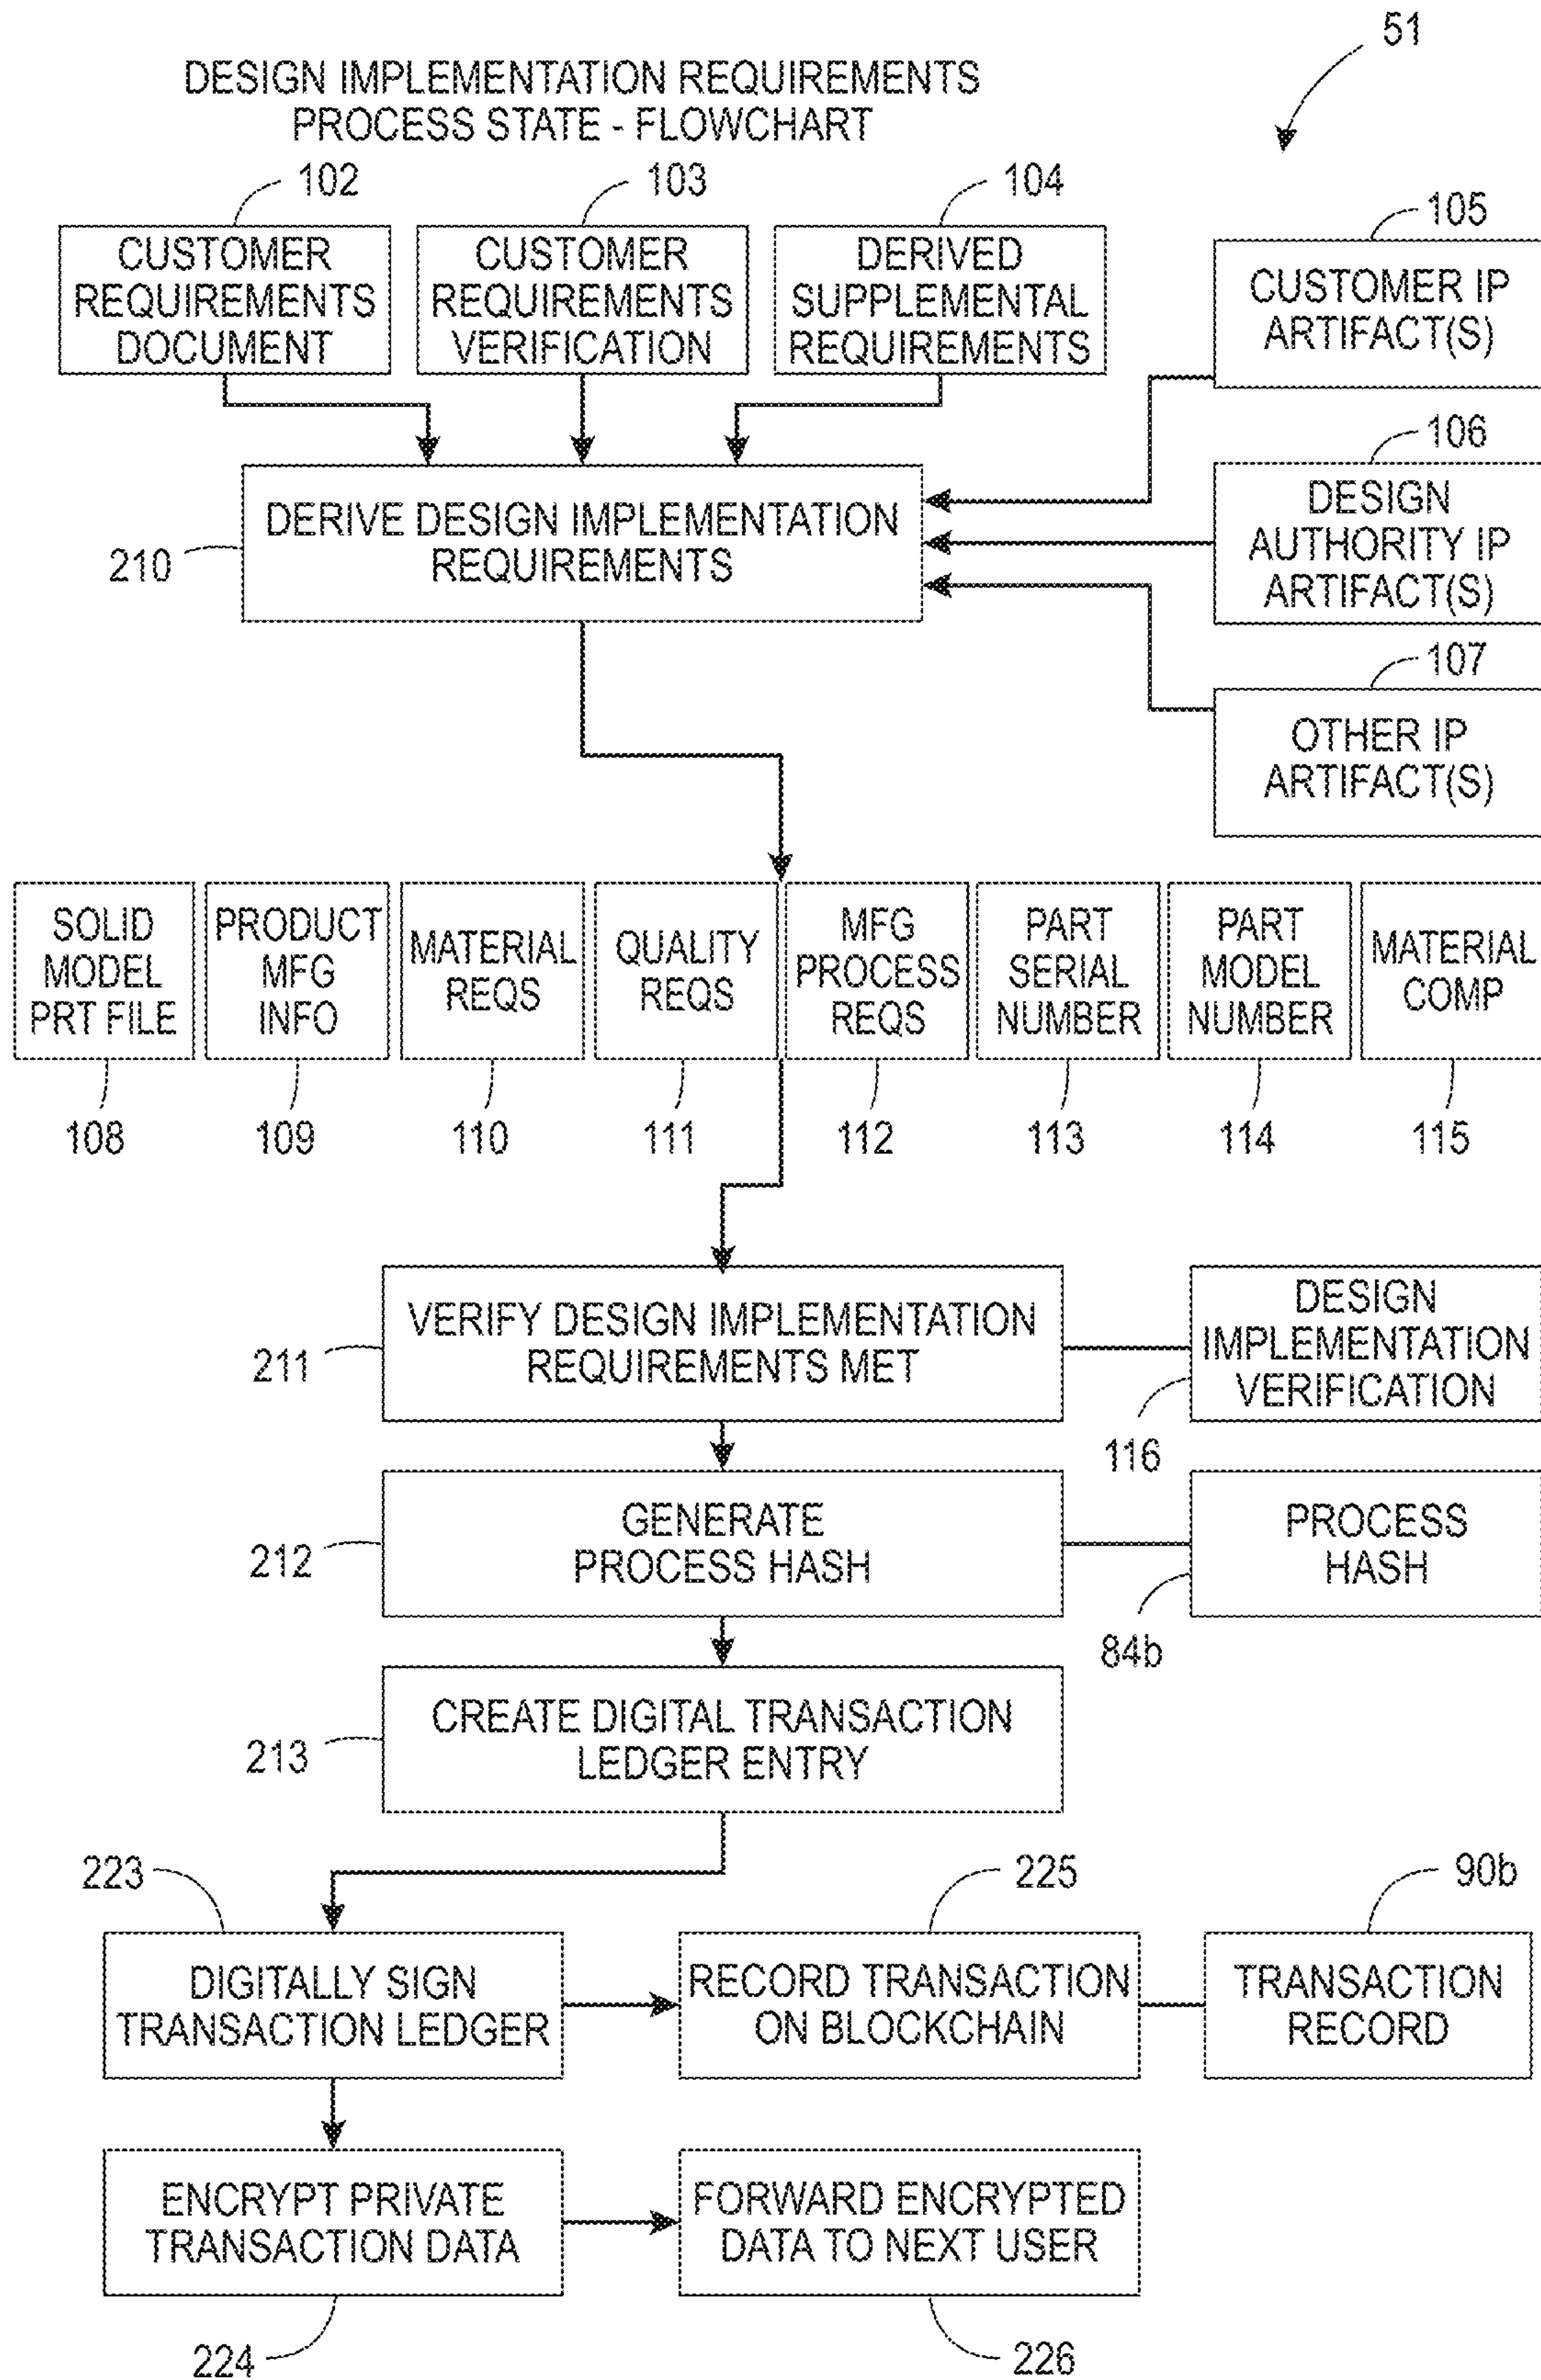 51
DESIGN IMPLEMENTATION REQUIREMENTS
PROCESS STATE - FLOWCHART
102
103
104
105
CUSTOMER
REQUIREMENTS
DOCUMENT
CUSTOMER
REQUIREMENTS
VERIFICATION
DERIVED
SUPPLEMENTAL
REQUIREMENTS
CUSTOMER IP
ARTIFACT(S)
106
DESIGN
AUTHORITY IP
ARTIFACT(S)
DERIVE DESIGN IMPLEMENTATION
REQUIREMENTS
210
107
OTHER IP
ARTIFACT(S)
SOLID
MODEL
PRT FILE
PRODUCT
MFG
INFO
MATERIAL
REQS
QUALITY
REQS
MFG
PROCESS
REQS
PART
SERIAL
NUMBER
PART
MODEL
NUMBER
MATERIAL
COMP
108
109
110
111
112
113
114
115
VERIFY DESIGN IMPLEMENTATION
REQUIREMENTS MET
211
DESIGN
IMPLEMENTATION
VERIFICATION
116
GENERATE
PROCESS HASH
212
PROCESS
HASH
84b
CREATE DIGITAL TRANSACTION
LEDGER ENTRY
213
223
225
90b
DIGITALLY SIGN
TRANSACTION LEDGER
RECORD TRANSACTION
ON BLOCKCHAIN
TRANSACTION
RECORD
ENCRYPT PRIVATE
TRANSACTION DATA
FORWARD ENCRYPTED
DATA TO NEXT USER
224
226